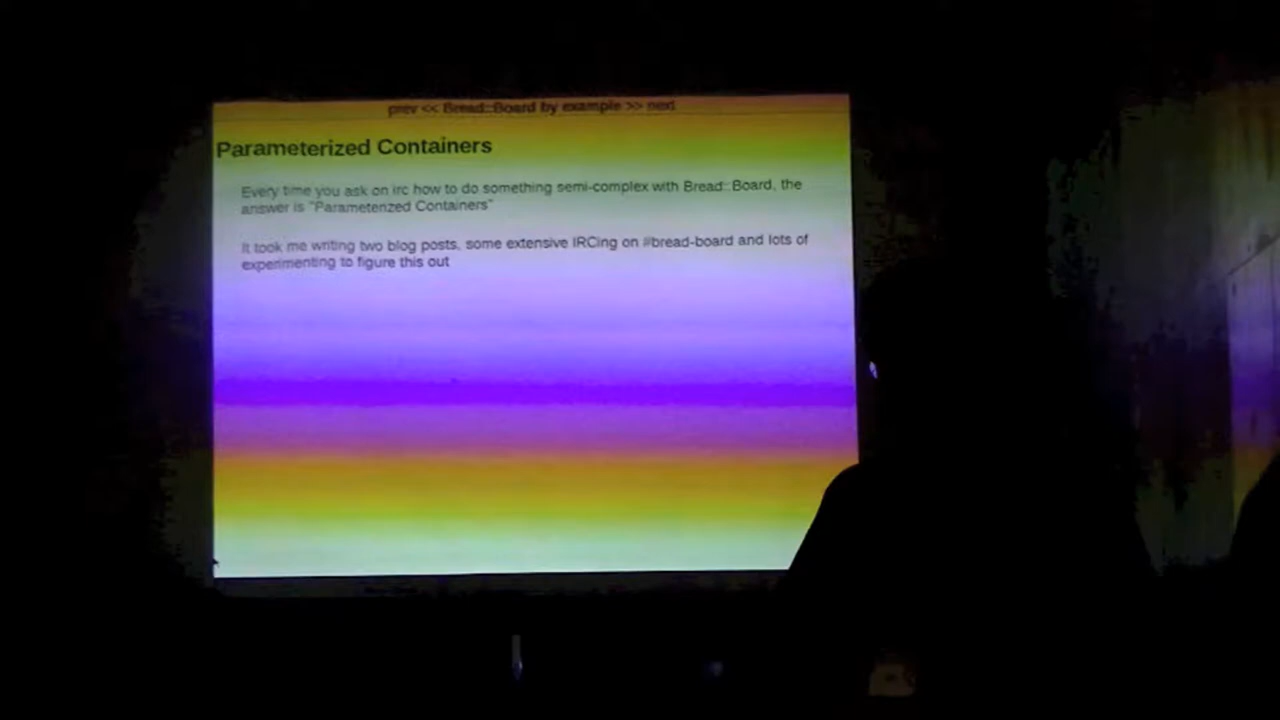 prev << Bread::Board by example >> next
Parameterized Containers
Every time you ask on irc how to do something semi-complex with Bread::Board, the
answer is "Parameterized Containers"
It took me writing two blog posts, some extensive IRCing on #bread-board and lots of
experimenting to figure this out